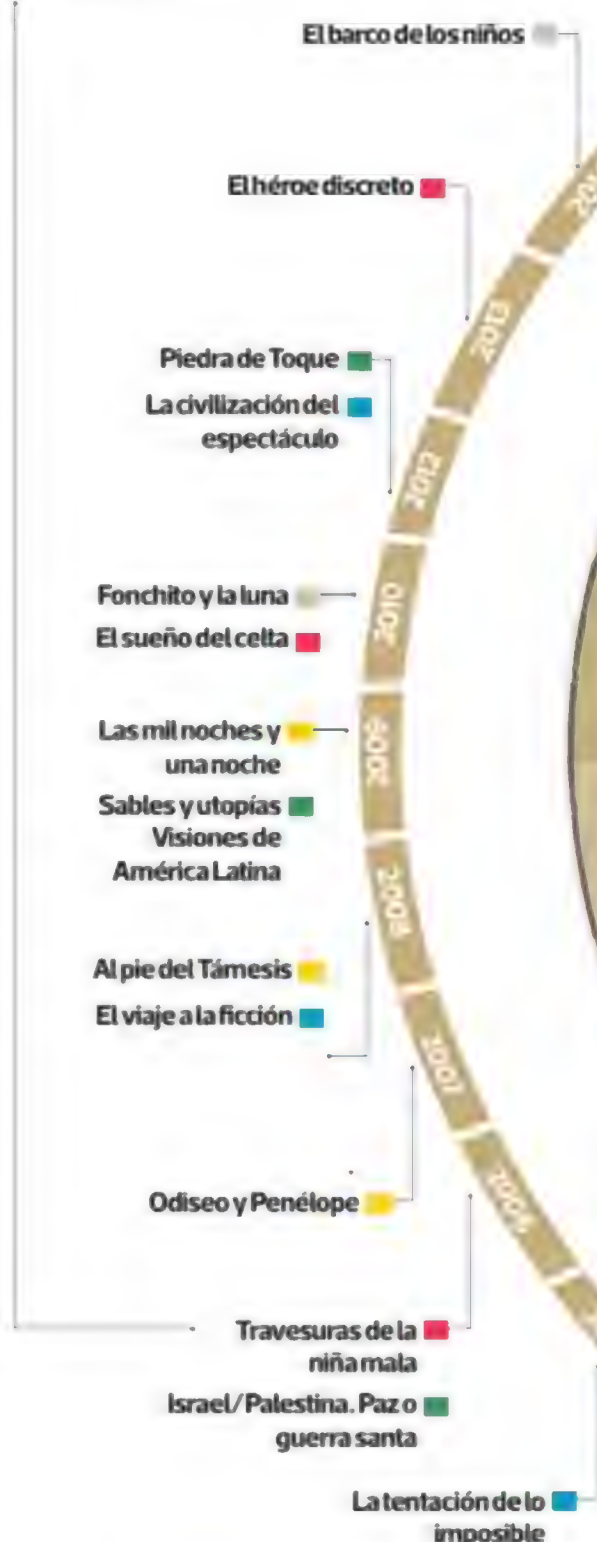 El barco de los niños
El héroe discreto
2013
Piedra de Toque
La civilización del
espectáculo
2012
Fonchito y la luna
El sueño del celta
2010
Las mil noches y
una noche
Sables y utopías
Visiones de
América Latina
2009
2008
Al pie del Támesis
El viaje a la ficción
2007
Odiseo y Penélope
2006
Travesuras de la
niña mala
Israel/Palestina. Paz o
guerra santa
La tentación de lo
imposible